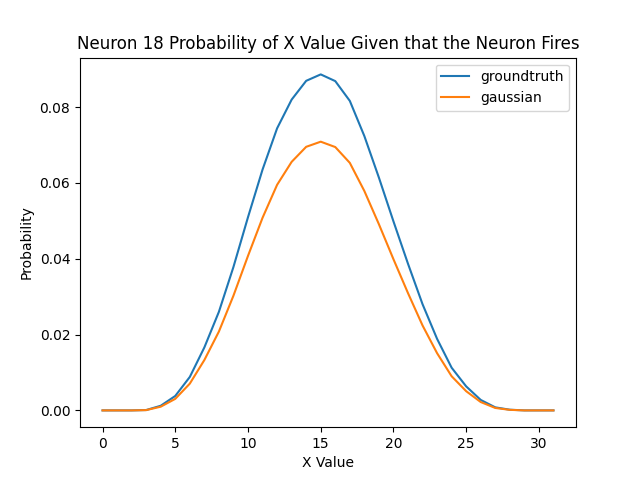 Neuron 18 Probability of X Value Given that the Neuron Fires
groundtruth
gaussian
0.08
0.06
0.04
0.02
0.00
Probability
0 5 10 15 20 25 30
X Value